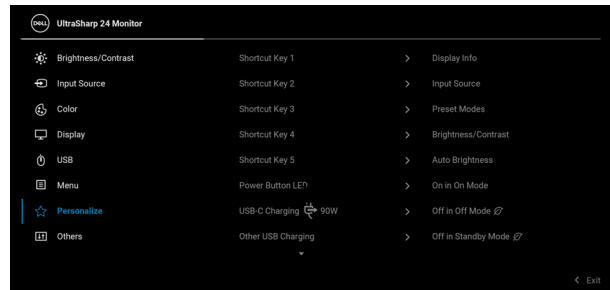 DELL UltraSharp 24 Monitor
Brightness/Contrast Shortcut Key 1 > Display Info
Input Source Shortcut Key 2 > Input Source
Color Shortcut Key 3 > Preset Modes
Display Shortcut Key 4 > Brightness/Contrast
USB Shortcut Key 5 > Auto Brightness
Menu Power Button LED > On in On Mode
Personalize USB-C Charging 90W > Off in Off Mode
Others Other USB Charging > Off in Standby Mode
< Exit